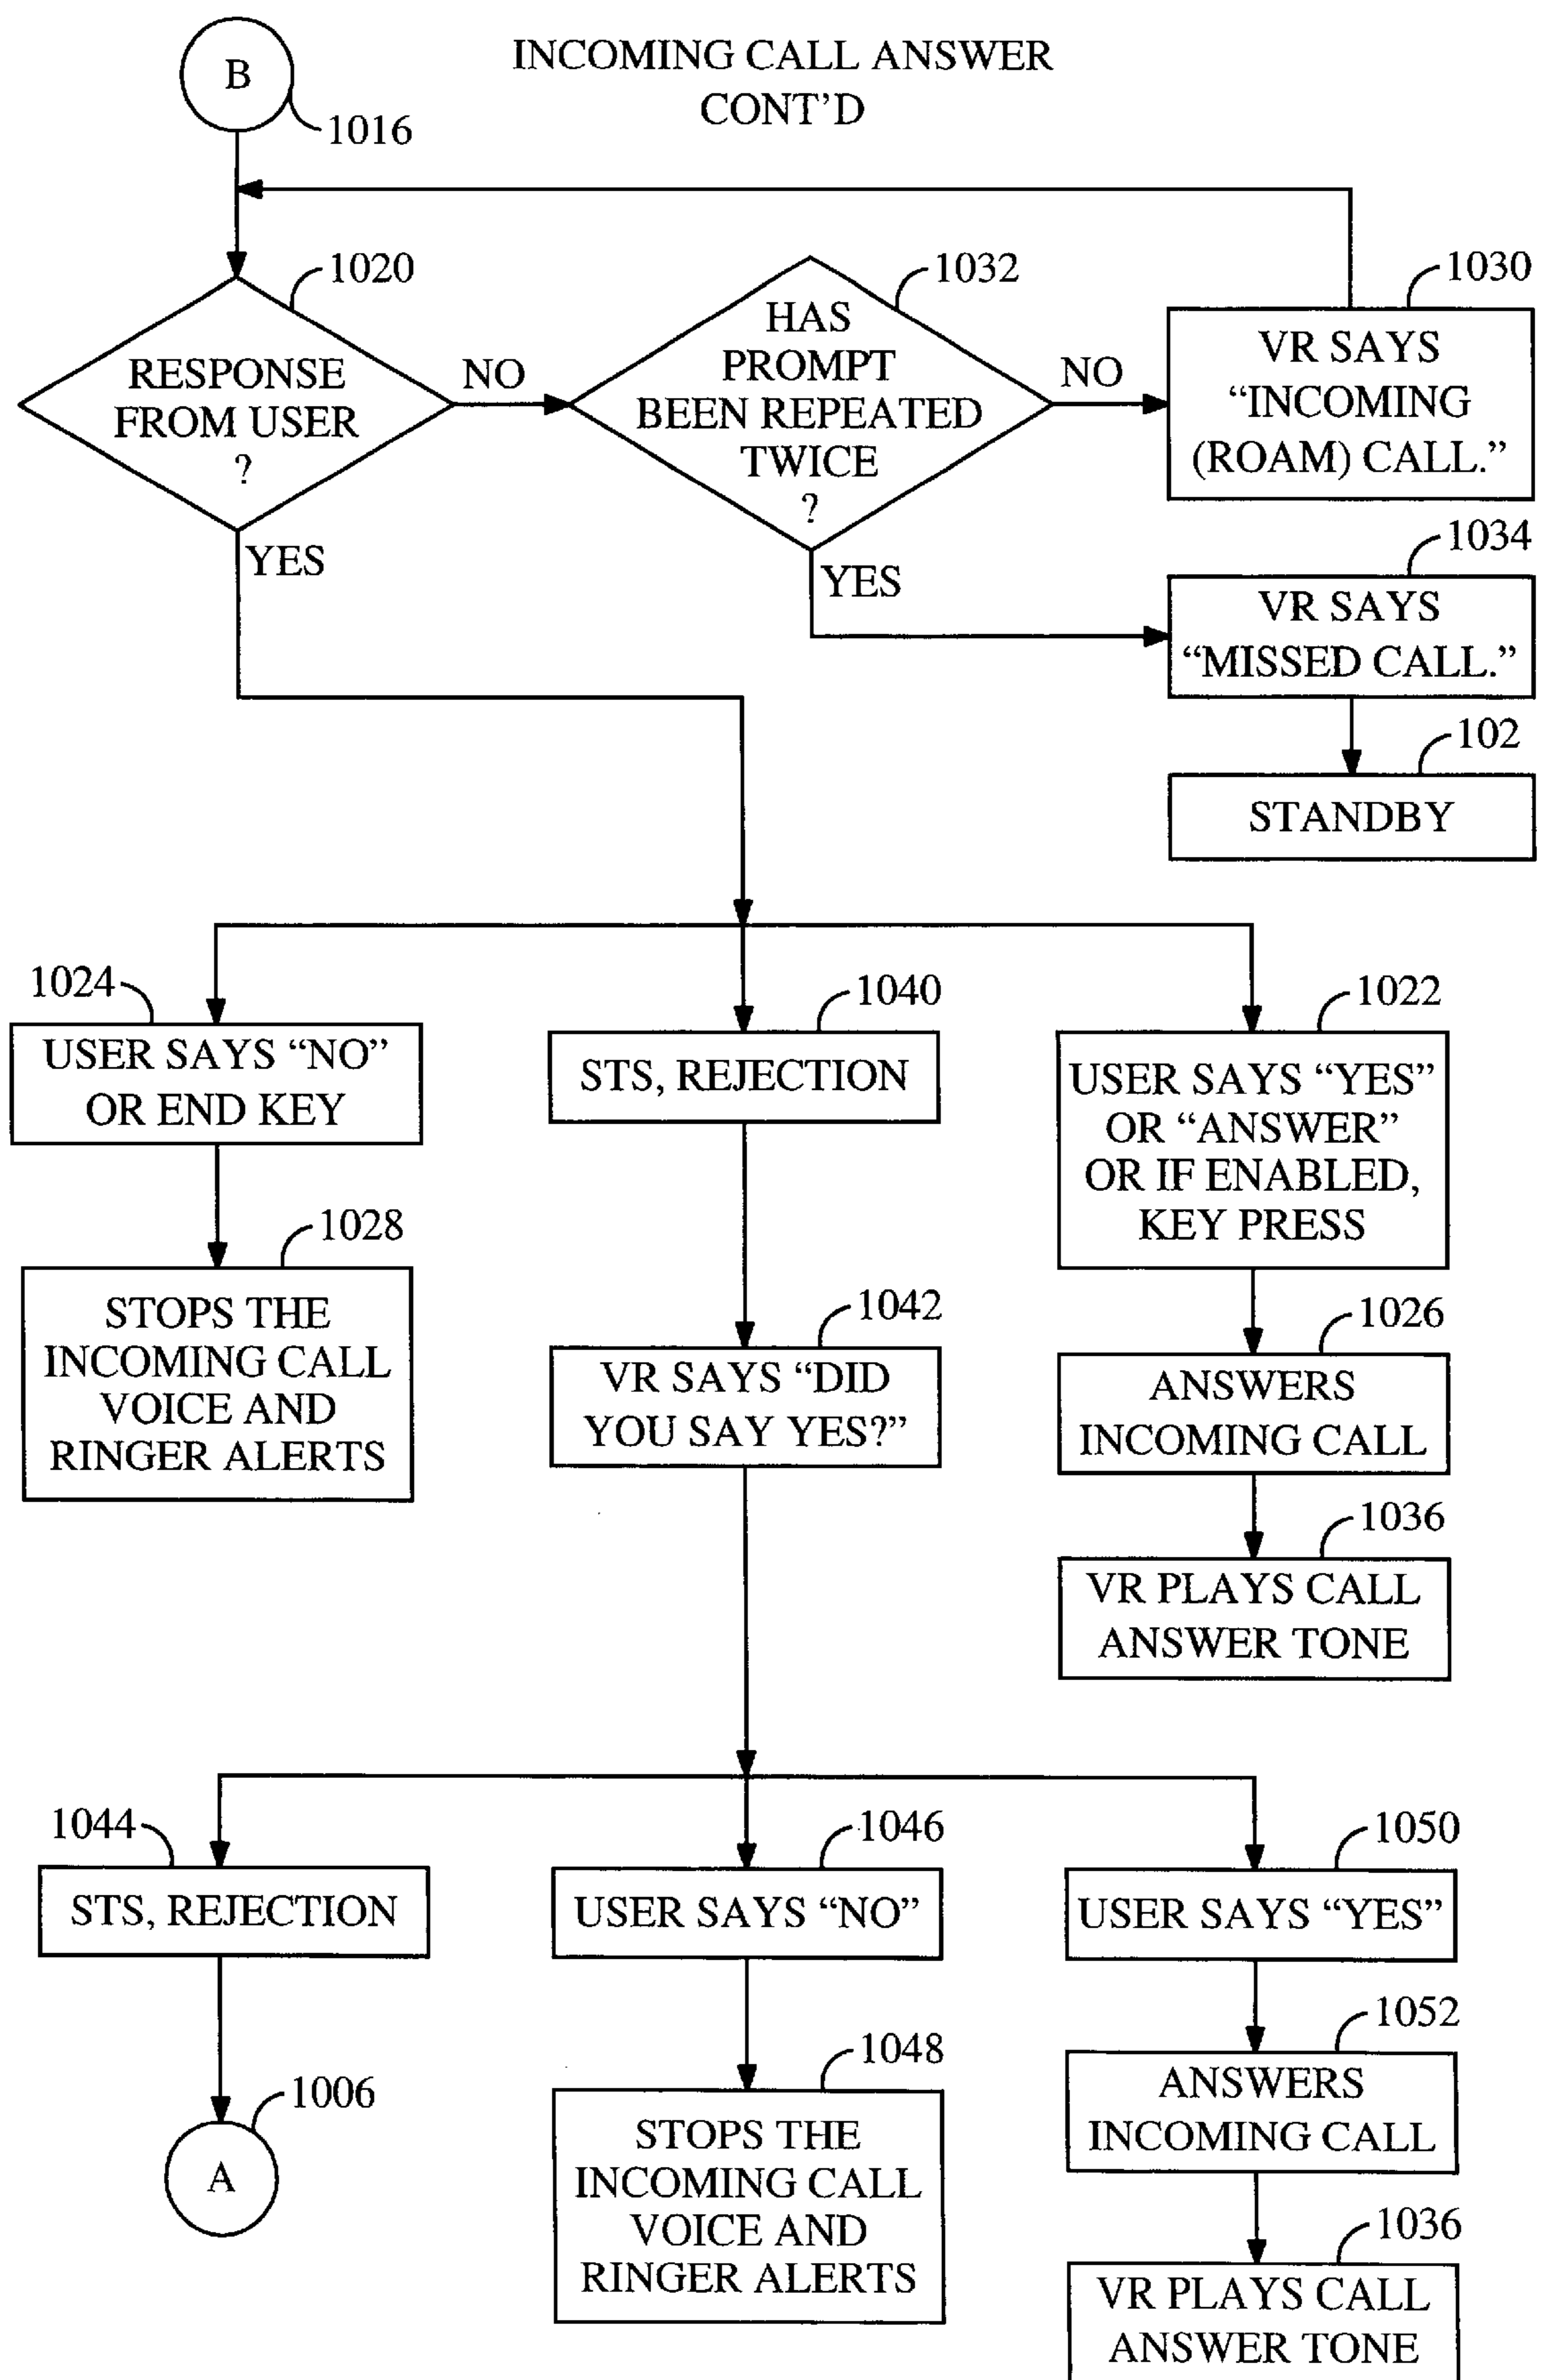 B
INCOMING CALL ANSWER
CONT'D
1016
1020
RESPONSE
FROM USER
?
NO
YES
1032
HAS
PROMPT
BEEN REPEATED
TWICE
?
NO
YES
1030
VR SAYS
“INCOMING
(ROAM) CALL.”
1034
VR SAYS
“MISSED CALL.”
102
STANDBY
1024
USER SAYS “NO”
OR END KEY
1028
STOPS THE
INCOMING CALL
VOICE AND
RINGER ALERTS
1040
STS, REJECTION
1042
VR SAYS “DID
YOU SAY YES?”
1022
USER SAYS “YES”
OR “ANSWER”
OR IF ENABLED,
KEY PRESS
1026
ANSWERS
INCOMING CALL
1036
VR PLAYS CALL
ANSWER TONE
1044
STS, REJECTION
1006
A
1046
USER SAYS “NO”
1048
STOPS THE
INCOMING CALL
VOICE AND
RINGER ALERTS
1050
USER SAYS “YES”
1052
ANSWERS
INCOMING CALL
1036
VR PLAYS CALL
ANSWER TONE